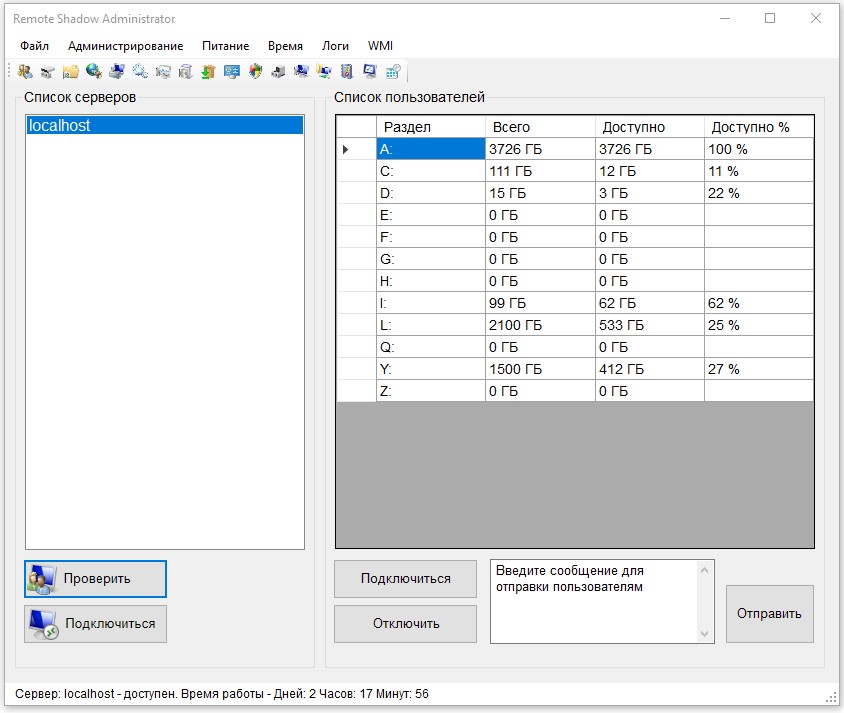 Remote Shadow Administrator
Файл Администрирование Питание Время Логи WMI
Список серверов
localhost
Проверить
Подключиться
Список пользователей
Раздел Всего Доступно Доступно %
A: 3726 ГБ 3726 ГБ 100 %
C: 111 ГБ 12 ГБ 11 %
D: 15 ГБ 3 ГБ 22 %
E: 0 ГБ 0 ГБ
F: 0 ГБ 0 ГБ
G: 0 ГБ 0 ГБ
H: 0 ГБ 0 ГБ
I: 99 ГБ 62 ГБ 62 %
L: 2100 ГБ 533 ГБ 25 %
Q: 0 ГБ 0 ГБ
Y: 1500 ГБ 412 ГБ 27 %
Z: 0 ГБ 0 ГБ
Подключиться
Отключить
Введите сообщение для
отправки пользователям
Отправить
Сервер: localhost - доступен. Время работы - Дней: 2 Часов: 17 Минут: 56